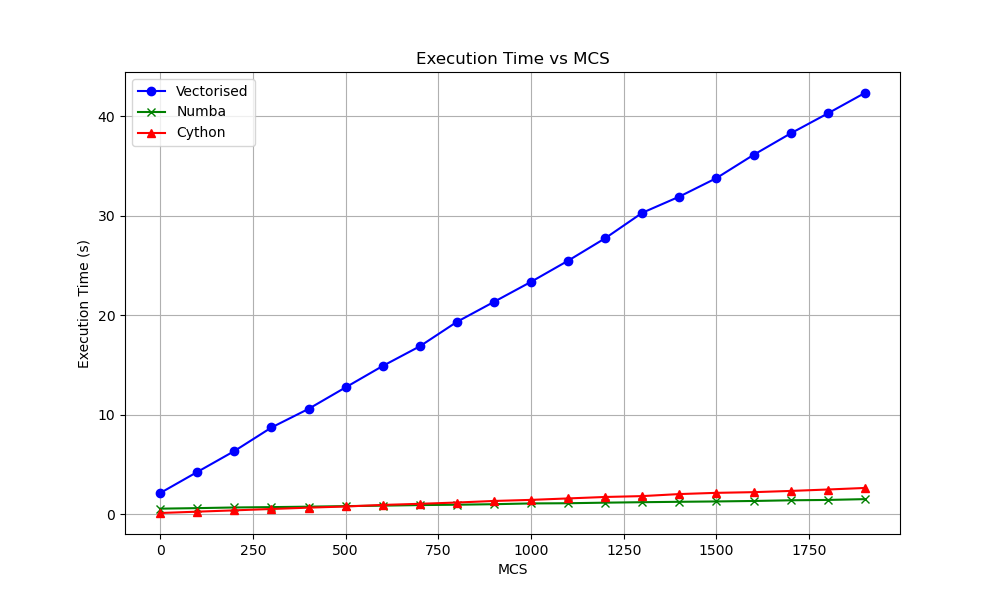 Execution Time vs MCS
Vectorised
Numba
Cython
Execution Time (s)
40
30
20
10
0
0 250 500 750 1000 1250 1500 1750
MCS